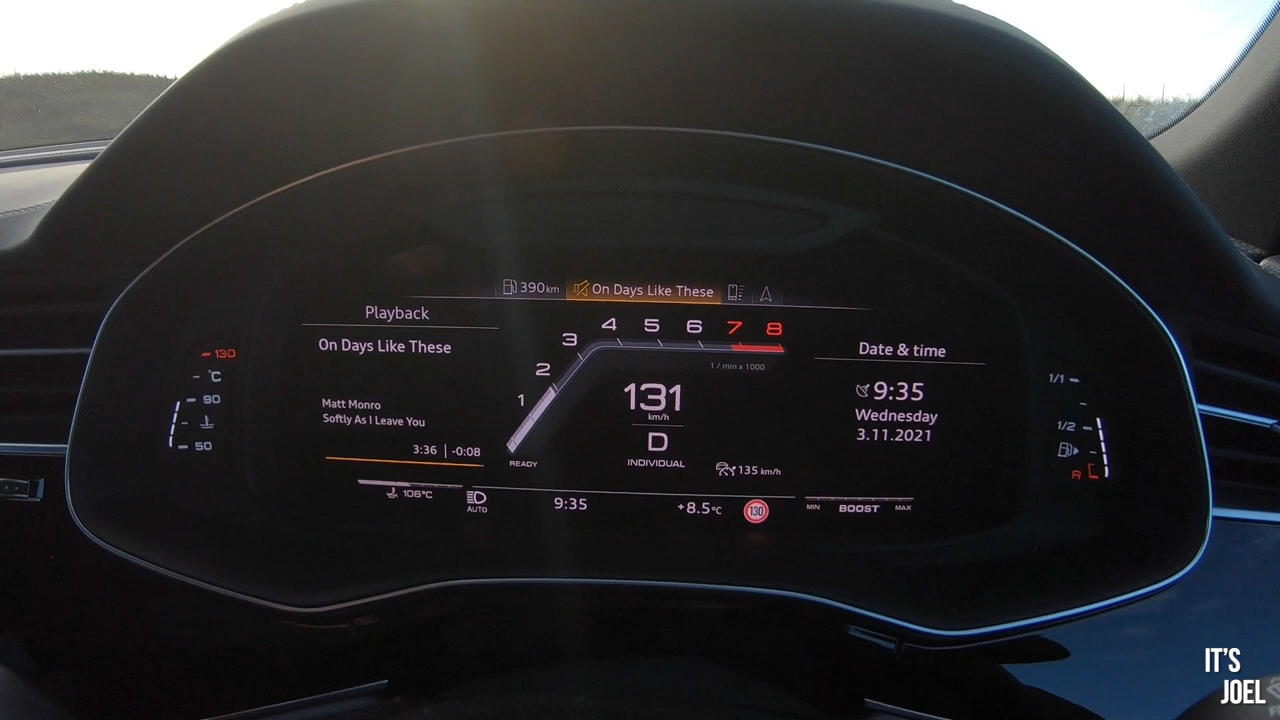 390 km
On Days Like These
Playback
On Days Like These
Matt Monro
Softly As I Leave You
3:36 | -0:08
106°C
AUTO
130
°C
90
50
1 2 3 4 5 6 7 8
1 / min x 1000
131
km/h
D
INDIVIDUAL
READY
135 km/h
9:35
+8.5°C
130
Date & time
9:35
Wednesday
3.11.2021
MIN BOOST MAX
1/1
1/2
R
IT'S
JOEL